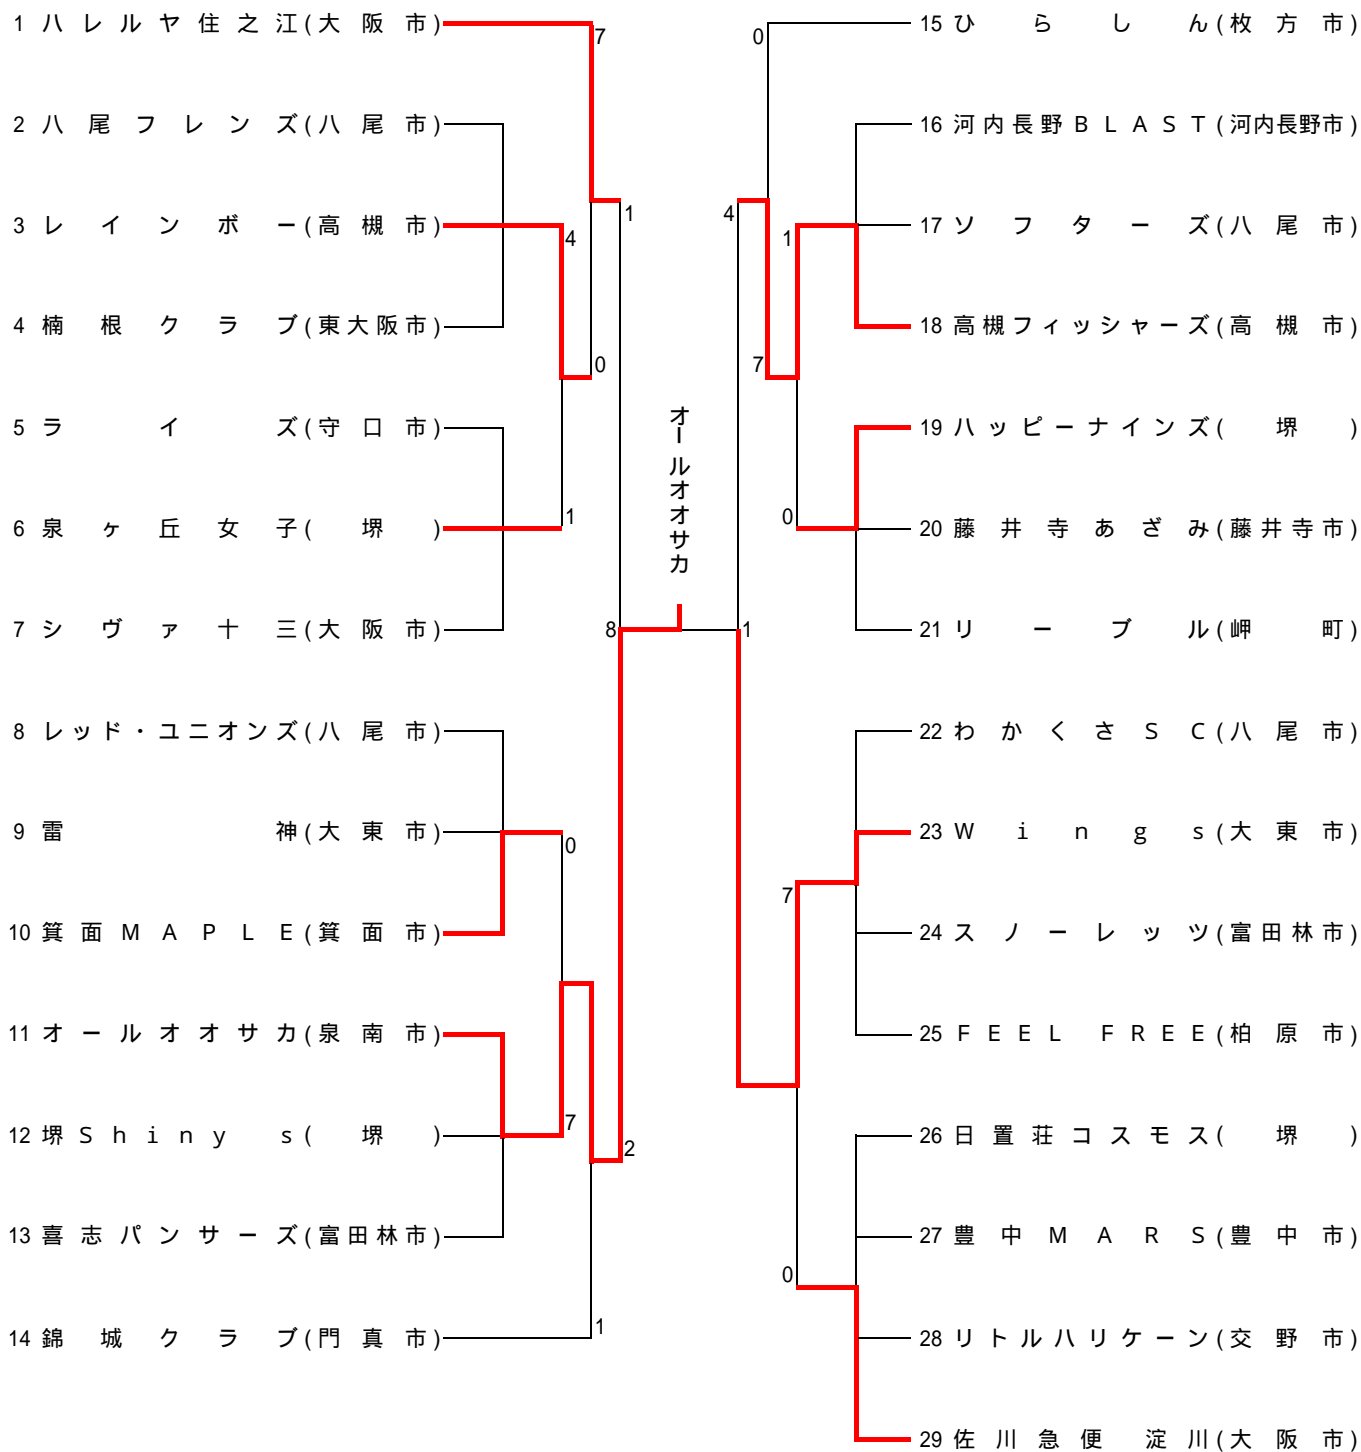 1 ハレルヤ住之江(大阪市)
2 八尾フレンズ(八尾市)
3 レインボー(高槻市)
4 楠根クラブ(東大阪市)
5 ライズ(守口市)
6 泉ヶ丘女子(堺)
7 シヴァ十三(大阪市)
8 レッド・ユニオンズ(八尾市)
9 雷神(大東市)
10 箕面MAPLE(箕面市)
11 オールオオサカ(泉南市)
12 堺Shinys(堺)
13 喜志パンサーズ(富田林市)
14 錦城クラブ(門真市)
7
4
0
1
1
0
7
2
1
8
オールオオサカ
1
0
4
1
7
0
7
0
15 ひらしん(枚方市)
16 河内長野BLAST(河内長野市)
17 ソフターズ(八尾市)
18 高槻フィッシャーズ(高槻市)
19 ハッピーナインズ(堺)
20 藤井寺あざみ(藤井寺市)
21 リーブル(岬町)
22 わかくさSC(八尾市)
23 Wings(大東市)
24 スノーレッツ(富田林市)
25 FEEL FREE(柏原市)
26 日置荘コスモス(堺)
27 豊中MARS(豊中市)
28 リトルハリケーン(交野市)
29 佐川急便 淀川(大阪市)